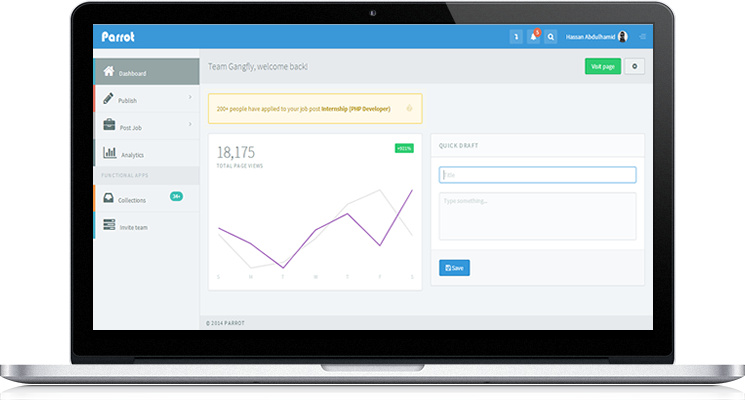 Parrot
5
Hassan Abdulhamid
Dashboard
Team Gangfly, welcome back!
Visit page
Publish
Post Job
Analytics
FUNCTIONAL APPS
Collections
34+
Invite team
200+ people have applied to your job post Internship (PHP Developer)
18,175
TOTAL PAGE VIEWS
S M T W T F S
QUICK DRAFT
Title
Type something...
Save
© 2014 PARROT